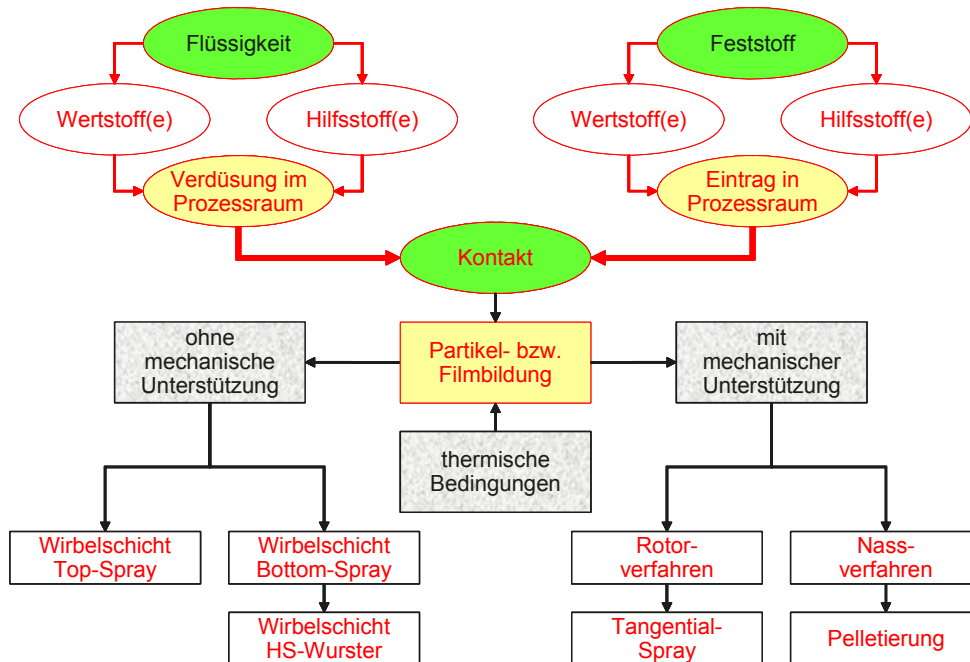 Flüssigkeit
Feststoff
Wertstoff(e)
Hilfsstoff(e)
Wertstoff(e)
Hilfsstoff(e)
Verdüsung im
Prozessraum
Eintrag in
Prozessraum
Kontakt
ohne
mechanische
Unterstützung
Partikel- bzw.
Filmbildung
mit
mechanischer
Unterstützung
thermische
Bedingungen
Wirbelschicht
Top-Spray
Wirbelschicht
Bottom-Spray
Rotor-
verfahren
Nass-
verfahren
Wirbelschicht
HS-Wurster
Tangential-
Spray
Pelletierung